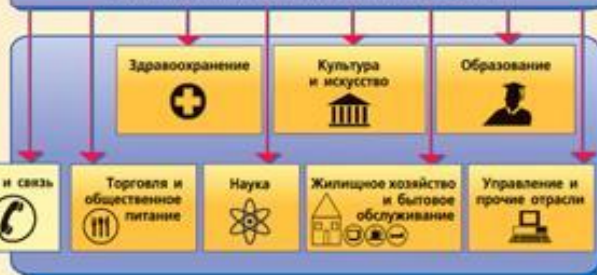 Здравоохранение
Культура
и искусство
Образование
и связь
Торговля и
общественное
питание
Наука
Жилищное хозяйство
и бытовое
обслуживание
Управление и
прочие отрасли